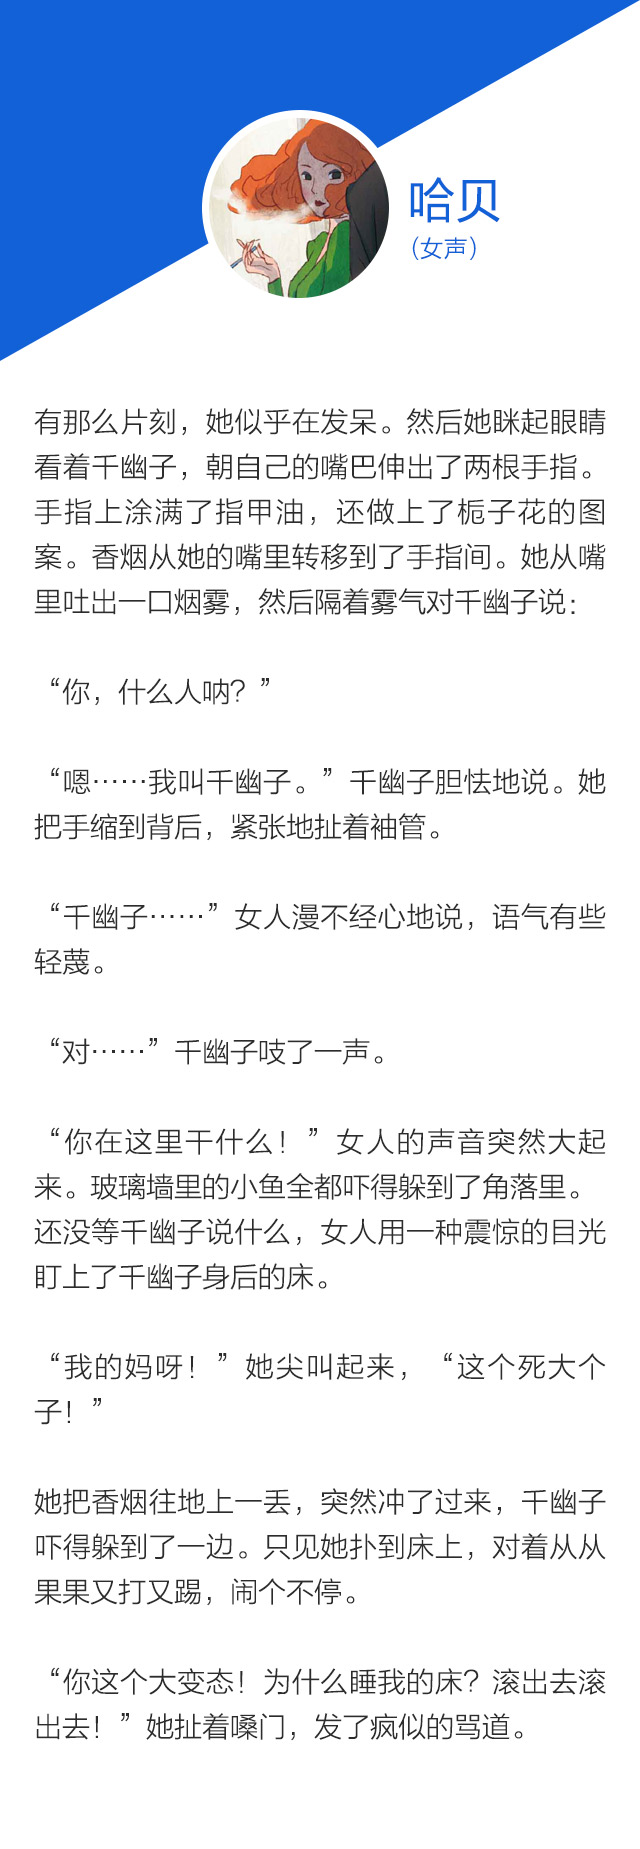 哈贝
（女声）
有那么片刻，她似乎在发呆。然后她眯起眼睛
看着千幽子，朝自己的嘴巴伸出了两根手指。
手指上涂满了指甲油，还做上了栀子花的图
案。香烟从她的嘴里转移到了手指间。她从嘴
里吐出一口烟雾，然后隔着雾气对千幽子说：
“你，什么人呐？”
“嗯……我叫千幽子。”千幽子胆怯地说。她
把手缩到背后，紧张地扯着袖管。
“千幽子……”女人漫不经心地说，语气有些
轻蔑。
“对……”千幽子吱了一声。
“你在这里干什么！”女人的声音突然大起
来。玻璃墙里的小鱼全都吓得躲到了角落里。
还没等千幽子说什么，女人用一种震惊的目光
盯上了千幽子身后的床。
“我的妈呀！”她尖叫起来，“这个死大个
子！”
她把香烟往地上一丢，突然冲了过来，千幽子
吓得躲到了一边。只见她扑到床上，对着从从
果果又打又踢，闹个不停。
“你这个大变态！为什么睡我的床？滚出去滚
出去！”她扯着嗓门，发了疯似的骂道。